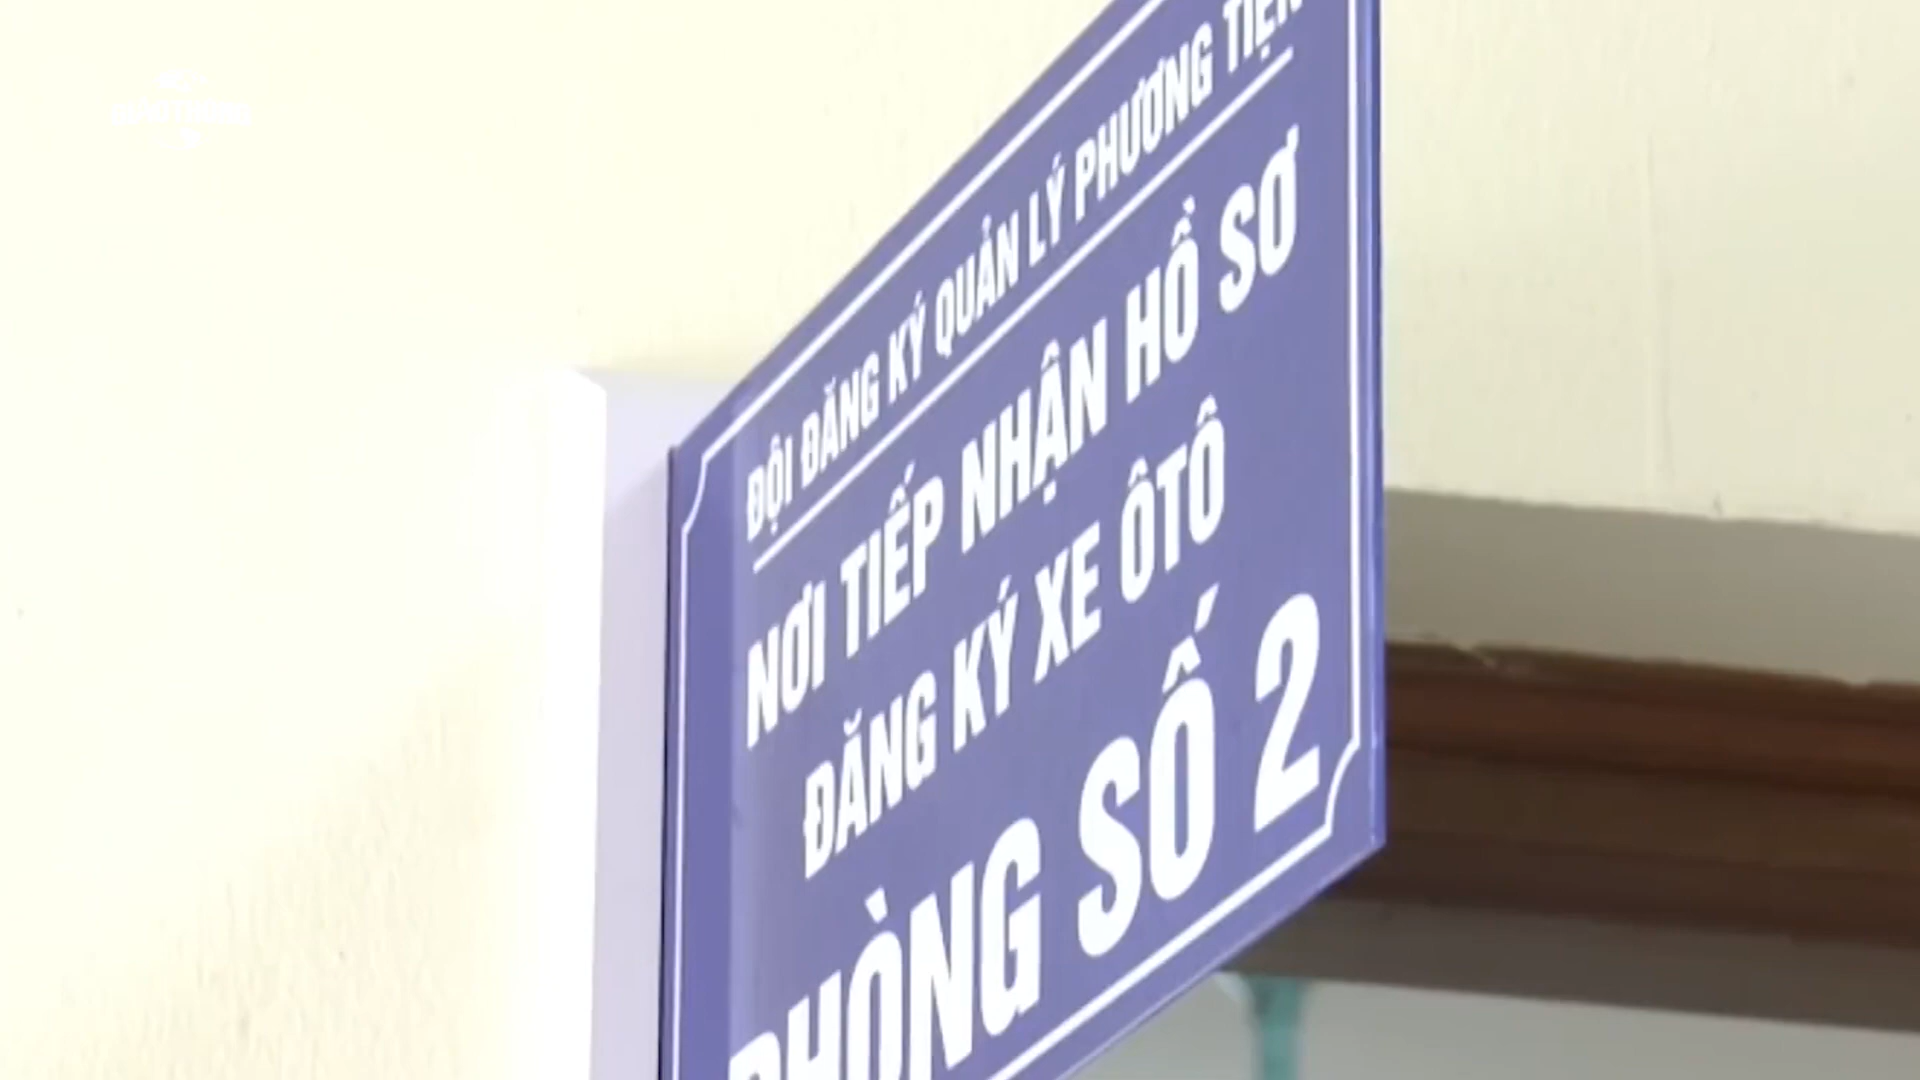 ĐỘI ĐĂNG KÝ QUẢN LÝ PHƯƠNG TIỆN
NƠI TIẾP NHẬN HỒ SƠ
ĐĂNG KÝ XE ÔTÔ
PHÒNG SỐ 2